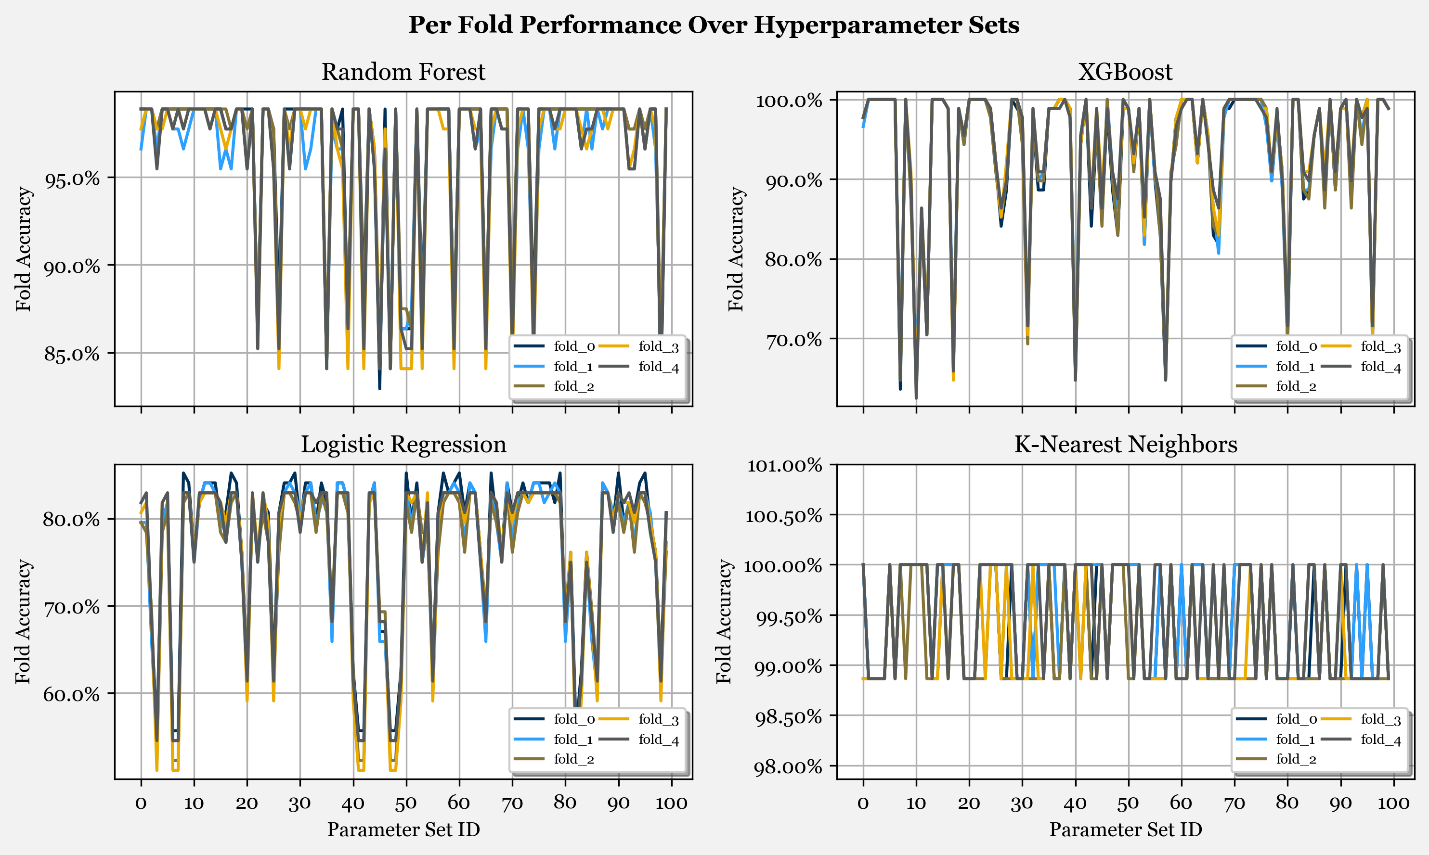 Per Fold Performance Over Hyperparameter Sets
Random Forest
Fold Accuracy
95.0%
90.0%
85.0%
fold_0
fold_1
fold_2
fold_3
fold_4
XGBoost
Fold Accuracy
100.0%
90.0%
80.0%
70.0%
fold_0
fold_1
fold_2
fold_3
fold_4
Logistic Regression
Fold Accuracy
80.0%
70.0%
60.0%
fold_0
fold_1
fold_2
fold_3
fold_4
0 10 20 30 40 50 60 70 80 90 100
Parameter Set ID
K-Nearest Neighbors
Fold Accuracy
101.00%
100.50%
100.00%
99.50%
99.00%
98.50%
98.00%
fold_0
fold_1
fold_2
fold_3
fold_4
0 10 20 30 40 50 60 70 80 90 100
Parameter Set ID